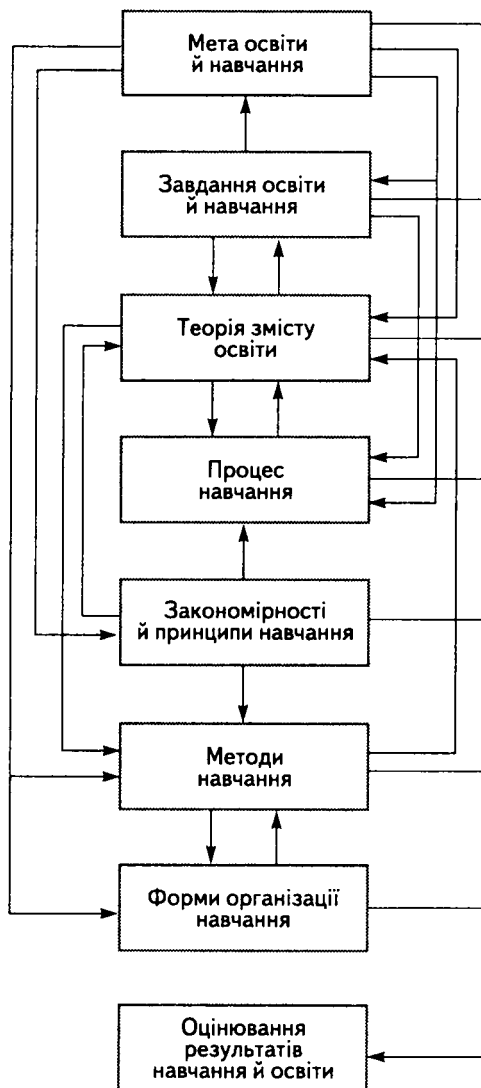 Мета освіти
й навчання
Завдання освіти
й навчання
Теорія змісту
освіти
Процес
навчання
Закономірності
й принципи навчання
Методи
навчання
Форми організації
навчання
Оцінювання
результатів
навчання й освіти